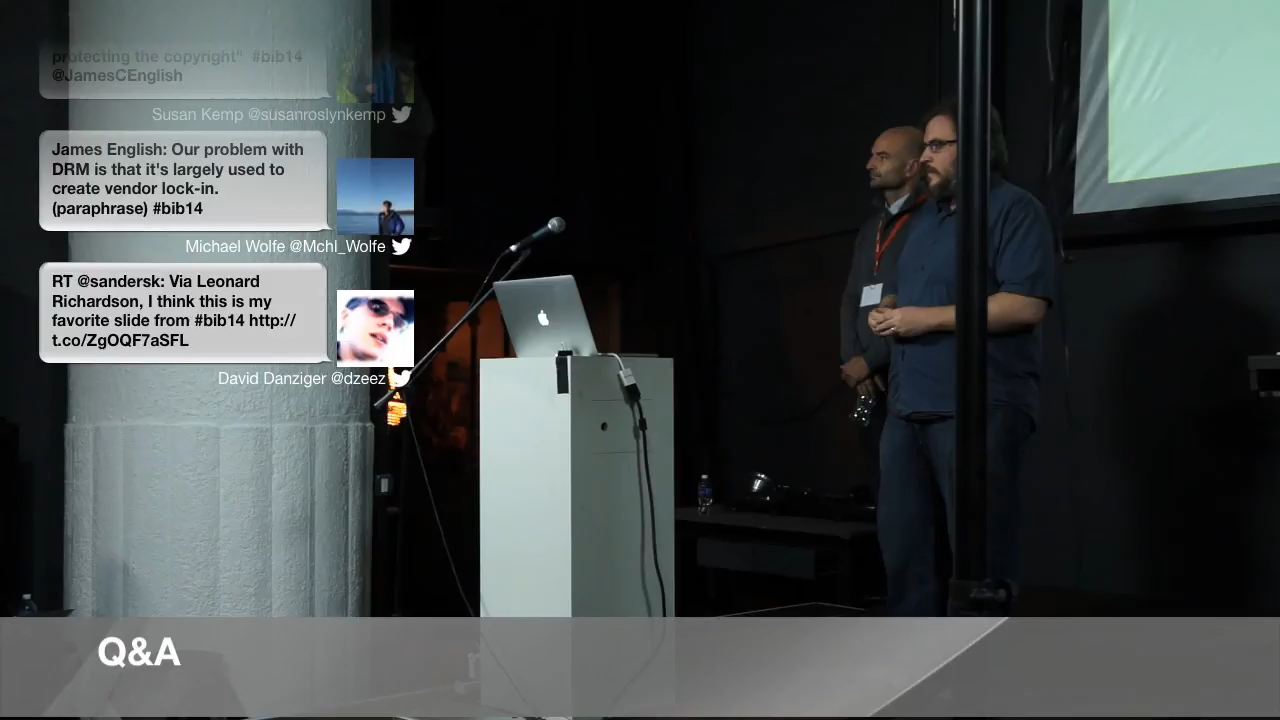 protecting the copyright" #bib14
@JamesCEnglish
Susan Kemp @susanroslynkemp
James English: Our problem with
DRM is that it's largely used to
create vendor lock-in.
(paraphrase) #bib14
Michael Wolfe @Mchl_Wolfe
RT @sandersk: Via Leonard
Richardson, I think this is my
favorite slide from #bib14 http://
t.co/ZgOQF7aSFL
David Danziger @dzeez
Q&A